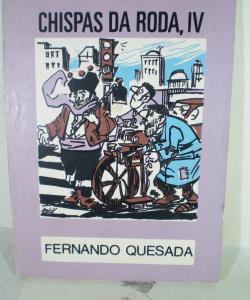 CHISPAS DA RODA, IV
FERNANDO QUESADA